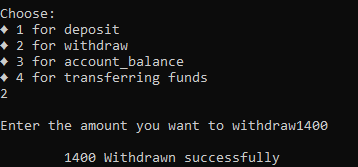 Choose:
♦ 1 for deposit
♦ 2 for withdraw
♦ 3 for account_balance
♦ 4 for transferring funds
2
Enter the amount you want to withdraw1400
1400 Withdrawn successfully